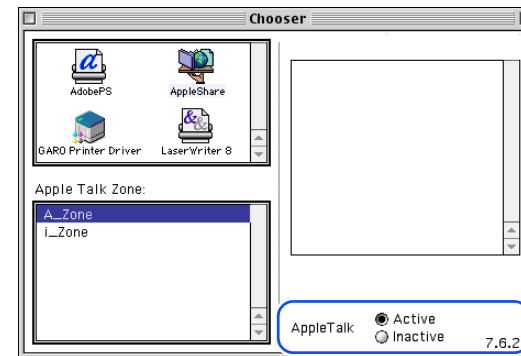 Chooser
AdobePS
AppleShare
GARO Printer Driver
LaserWriter 8
Apple Talk Zone:
A_Zone
i_Zone
AppleTalk
Active
Inactive
7.6.2